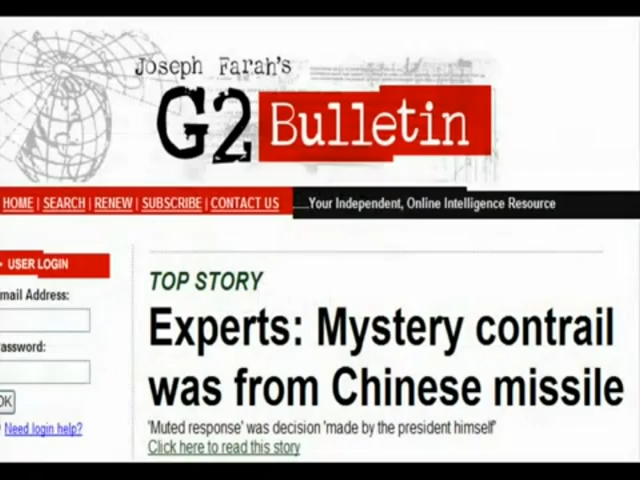 Joseph Farah's
G2 Bulletin
HOME | SEARCH | RENEW | SUBSCRIBE | CONTACT US
...Your Independent, Online Intelligence Resource
USER LOGIN
mail Address:
assword:
OK
Need login help?
TOP STORY
Experts: Mystery contrail
was from Chinese missile
'Muted response' was decision 'made by the president himself'
Click here to read this story